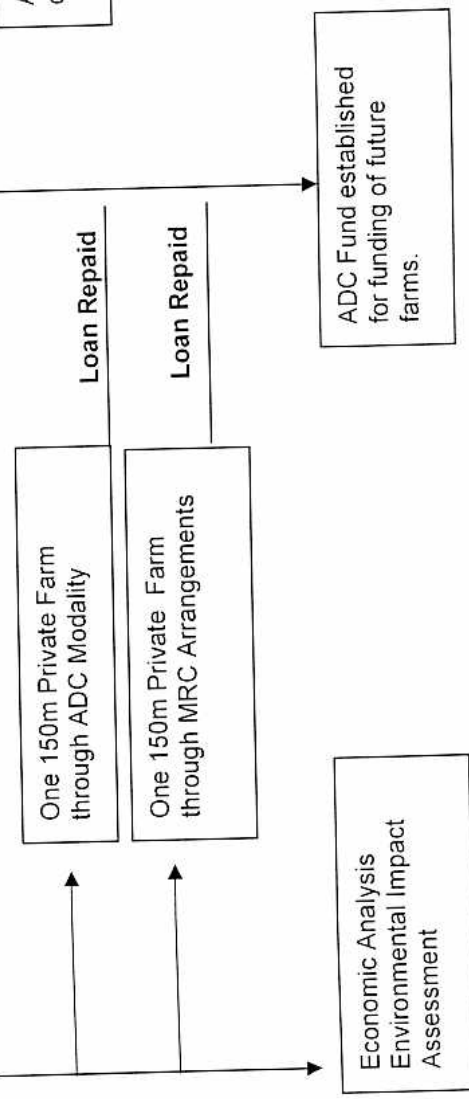 One 150m Private Farm
through ADC Modality
Loan Repaid
One 150m Private Farm
through MRC Arrangements
Loan Repaid
Economic Analysis
Environmental Impact
Assessment
ADC Fund established
for funding of future
farms.